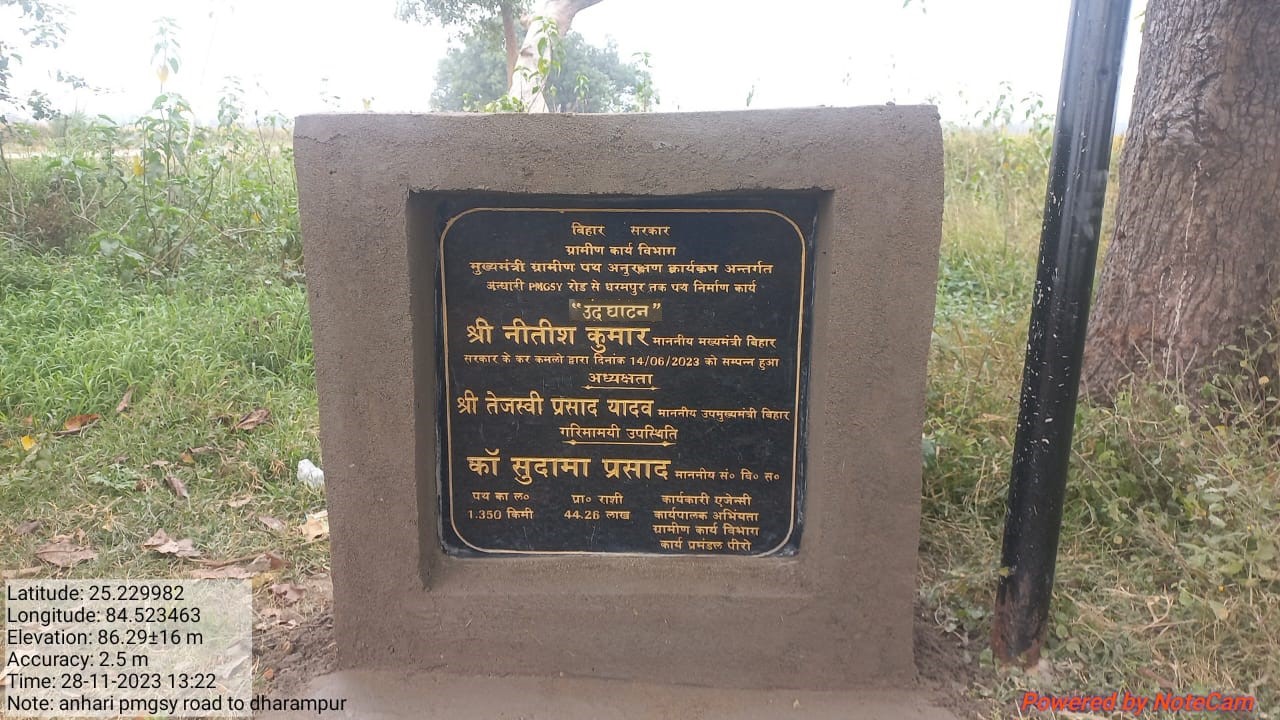 बिहार सरकार
ग्रामीण कार्य विभाग
मुख्यमंत्री ग्रामीण पथ अनुरक्षण कार्यक्रम अन्तर्गत
अन्धारी PMGSY रोड से धरमपुर तक पथ निर्माण कार्य
"उद् घाटन"
श्री नीतीश कुमार माननीय मख्यमंत्री बिहार
सरकार के कर कमलो द्वारा दिनांक 14/06/2023 को सम्पन्न हुआ
अध्यक्षता
श्री तेजस्वी प्रसाद यादव माननीय उपमुख्यमंत्री बिहार
गरिमामयी उपस्थिति
कॉ सुदामा प्रसाद माननीय सं० वि० स०
पथ का ल० प्रा० राशी कार्यकारी एजेन्सी
1.350 किमी 44.26 लाख कार्यपालक अभियंता
ग्रामीण कार्य विभाग
कार्य प्रमंडल पीरो
Latitude: 25.229982
Longitude: 84.523463
Elevation: 86.29±16 m
Accuracy: 2.5 m
Time: 28-11-2023 13:22
Note: anhari pmgsy road to dharampur
Powered by NoteCam